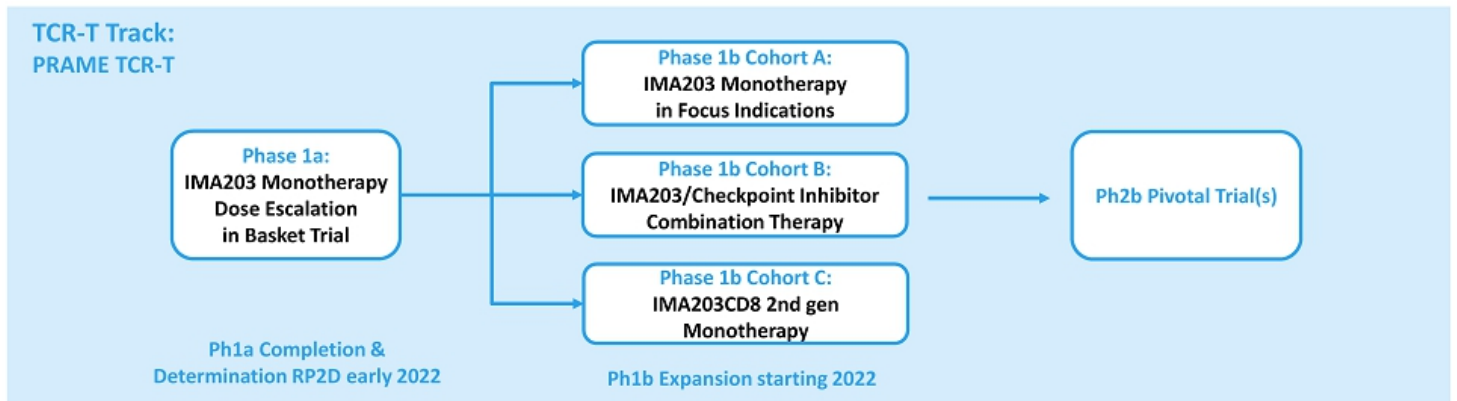 TCR-T Track:
PRAME TCR-T
Phase 1a:
IMA203 Monotherapy
Dose Escalation
in Basket Trial
Ph1a Completion &
Determination RP2D early 2022
Phase 1b Cohort A:
IMA203 Monotherapy
in Focus Indications
Phase 1b Cohort B:
IMA203/Checkpoint Inhibitor
Combination Therapy
Phase 1b Cohort C:
IMA203CD8 2nd gen
Monotherapy
Ph1b Expansion starting 2022
Ph2b Pivotal Trial(s)